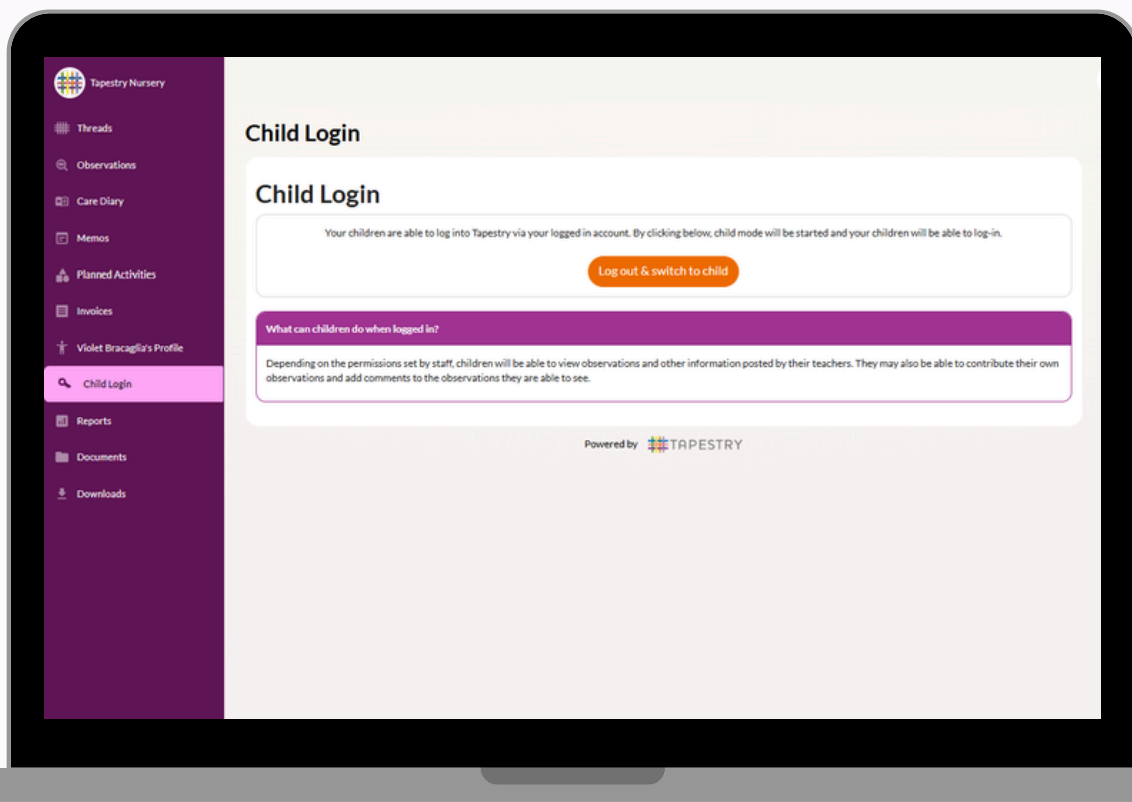 Tapestry Nursery
Threads
Observations
Care Diary
Memos
Planned Activities
Invoices
Violet Bracaglia's Profile
Child Login
Reports
Documents
Downloads
Child Login
Child Login
Your children are able to log into Tapestry via your logged in account. By clicking below, child mode will be started and your children will be able to log-in.
Log out & switch to child
What can children do when logged in?
Depending on the permissions set by staff, children will be able to view observations and other information posted by their teachers. They may also be able to contribute their own
observations and add comments to the observations they are able to see.
Powered by TAPESTRY